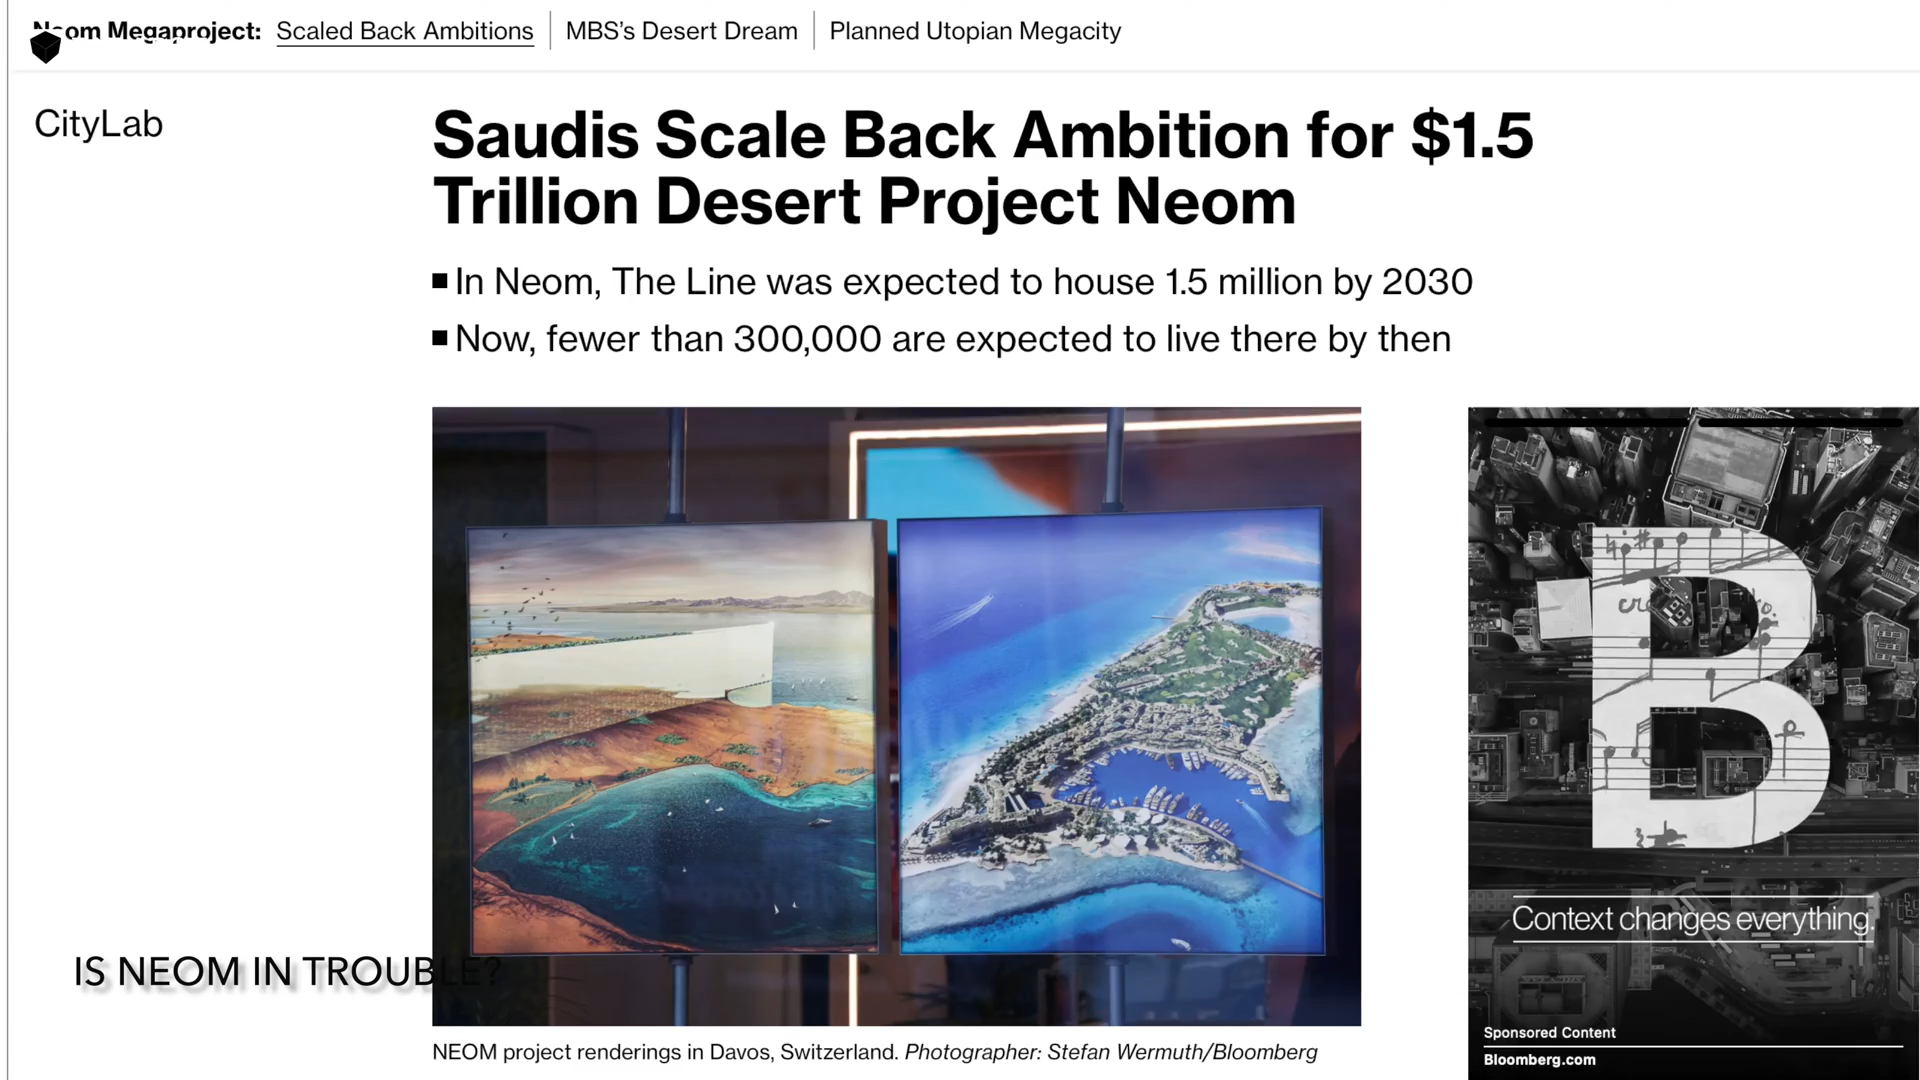 Neom Megaproject: Scaled Back Ambitions MBS's Desert Dream Planned Utopian Megacity
CityLab
Saudis Scale Back Ambition for $1.5
Trillion Desert Project Neom
In Neom, The Line was expected to house 1.5 million by 2030
Now, fewer than 300,000 are expected to live there by then
B
Context changes everything.
IS NEOM IN TROUBLE?
Sponsored Content
Bloomberg.com
NEOM project renderings in Davos, Switzerland. Photographer: Stefan Wermuth/Bloomberg